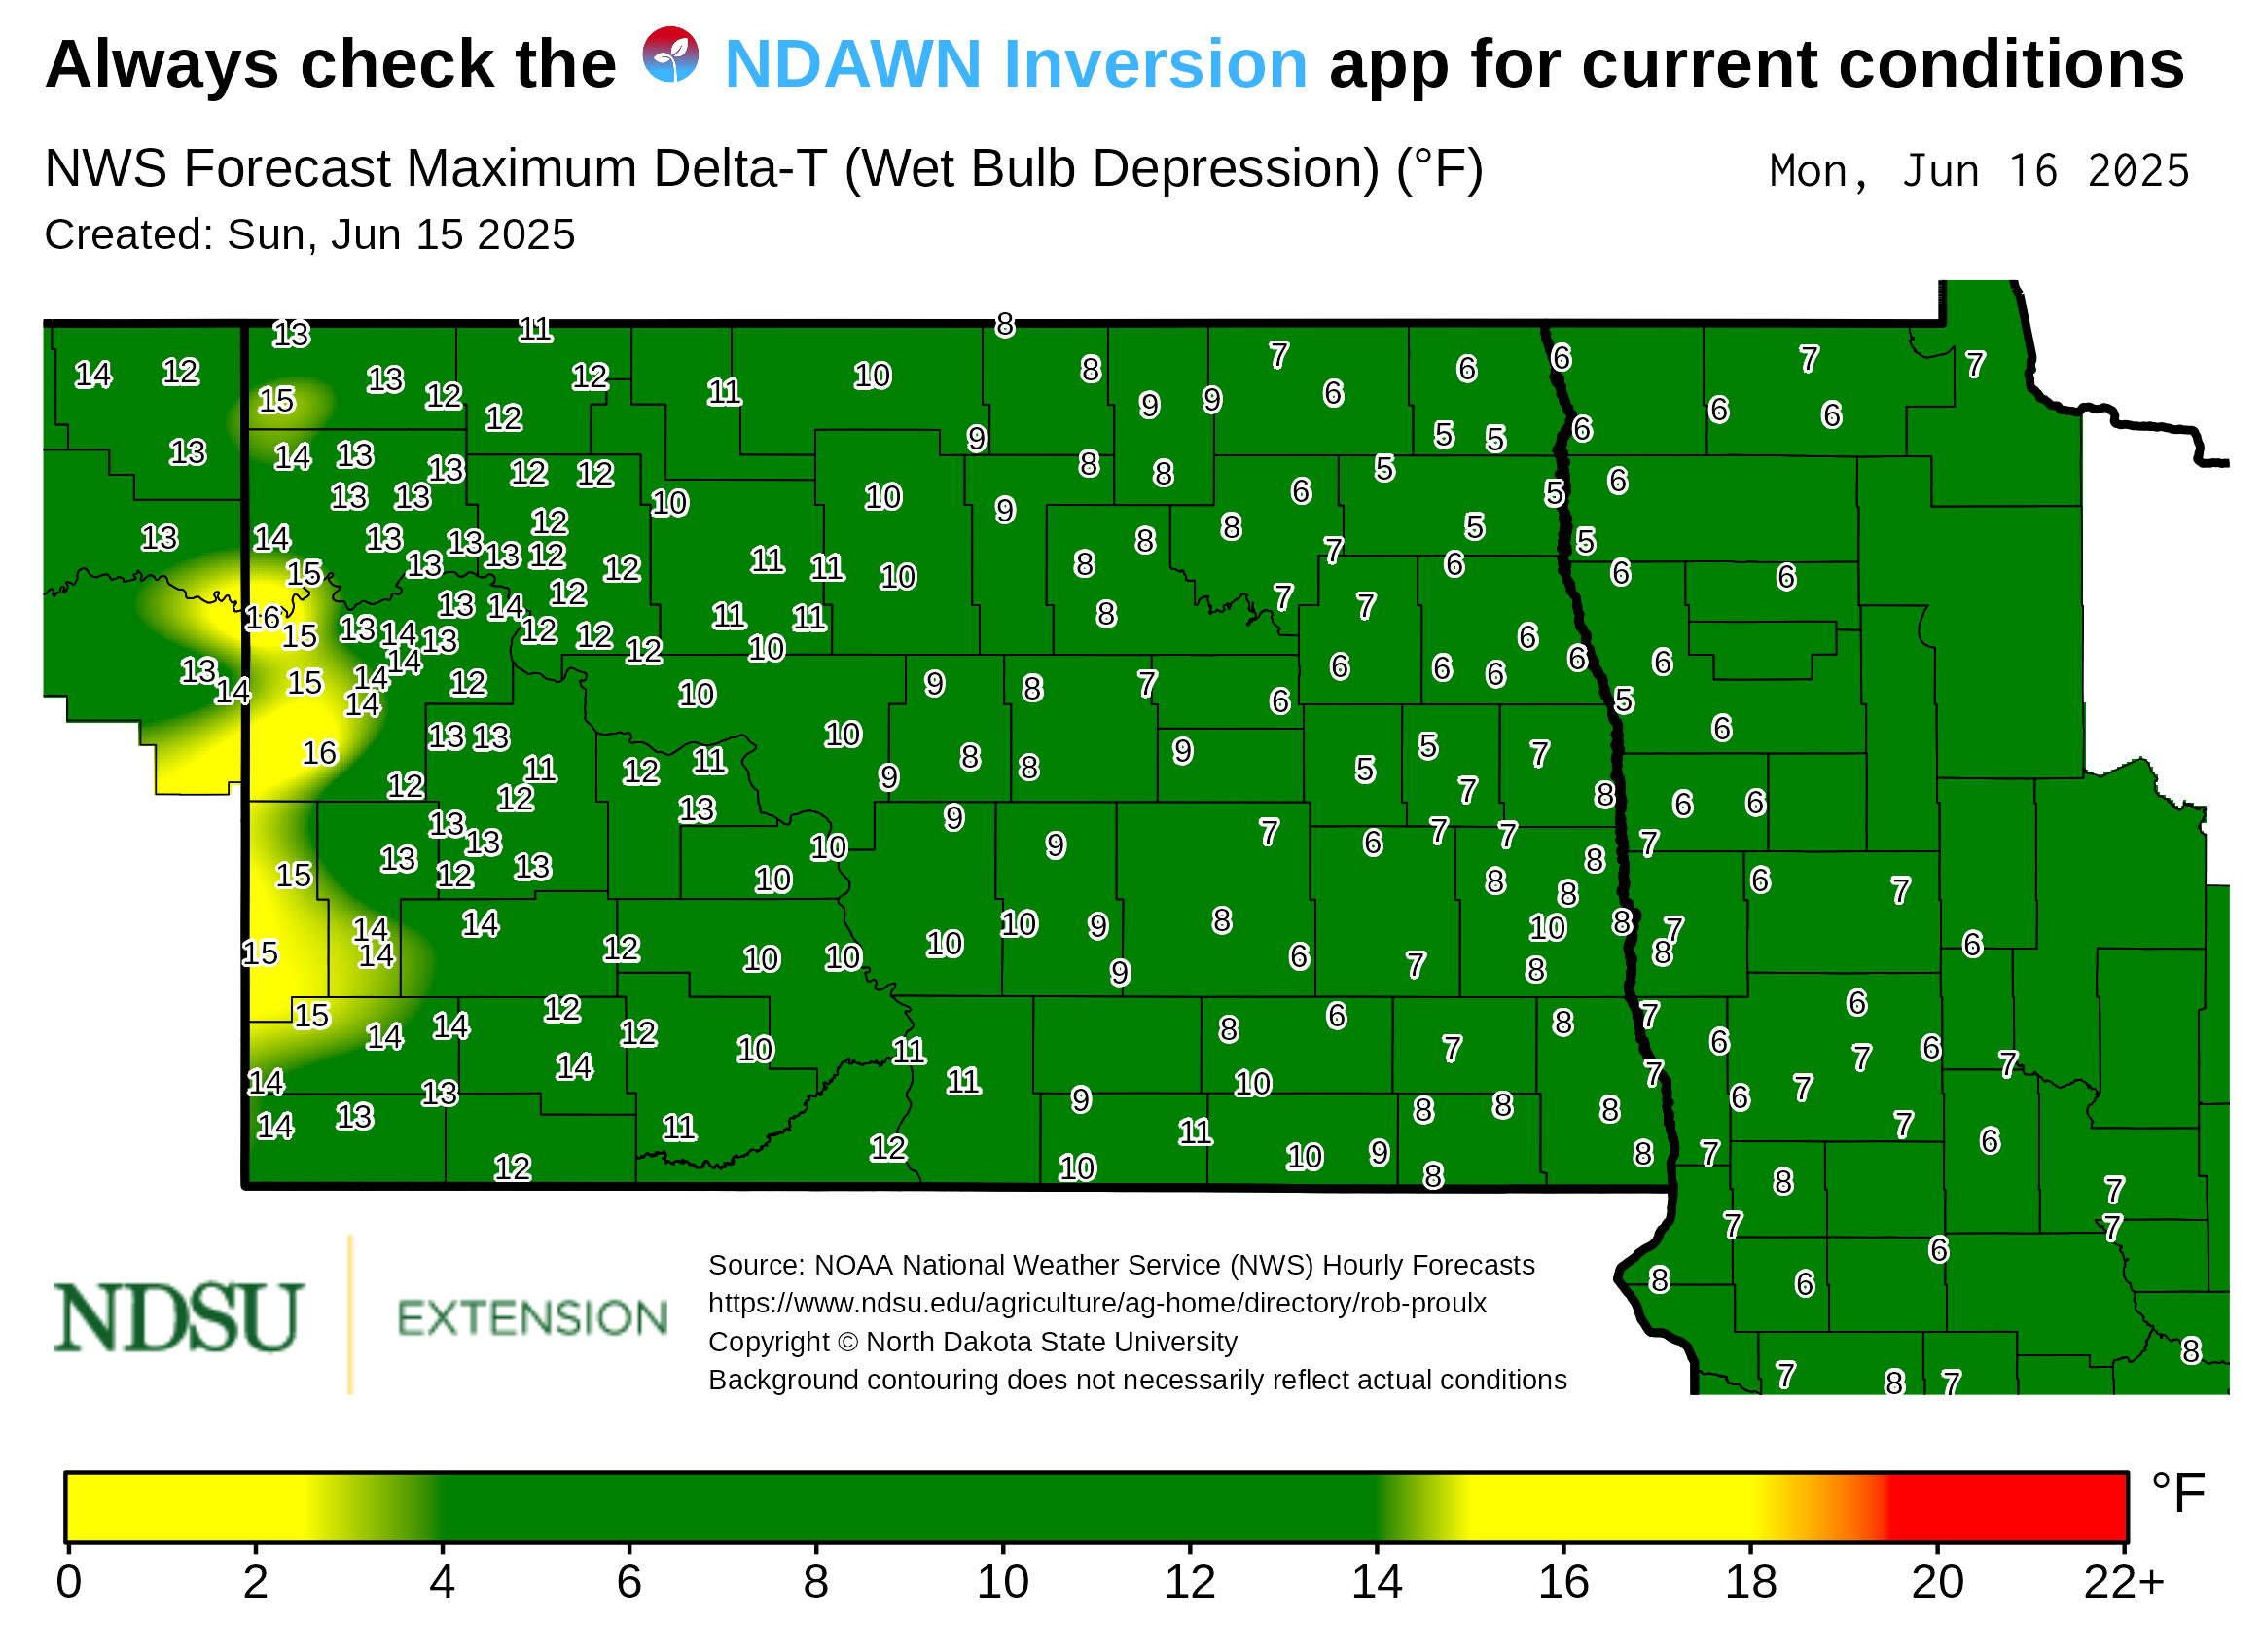 Always check the NDAWN Inversion app for current conditions
NWS Forecast Maximum Delta-T (Wet Bulb Depression) (°F) Mon, Jun 16 2025
Created: Sun, Jun 15 2025
13 11 8
14 12 13 12 12 11 10 8 7 6 6 7 7
15 12 9 9 6 6 6
13 14 13 13 12 12 9 8 8 5 5 6
13 13 10 10 9 6 5 5 6
13 14 13 13 13 12 12 8 8 7 5 5
15 13 12 11 11 10 8 6 6 6
16 13 14 12 11 11 8 7 7
15 13 14 13 12 12 12 10 6 6 6
13 14 15 14 14 12 10 9 8 7 6 6 6
14 6 5
16 13 13 11 10 8 9 5 7 6
12 11 12 9 8 5 7 8 6 6
12 13 9
13 13 10 9 7 6 7 7 7
15 13 12 13 10 8 8 8 6 7
14 14 12 10 9 8 10 8 7
15 14 10 10 10 9 6 7 8 8 6
15 14 14 12 12 8 6 8 7 6
14 10 11 7 6 7 6 7
14 13 14 11 9 10 7 6 7
14 13 11 12 11 8 8 8 7 6
12 10 10 9 8 8 7 8 7
7 7
8 6 6
7 8 7 8
NDSU EXTENSION
Source: NOAA National Weather Service (NWS) Hourly Forecasts
https://www.ndsu.edu/agriculture/ag-home/directory/rob-proulx
Copyright © North Dakota State University
Background contouring does not necessarily reflect actual conditions
°F
0 2 4 6 8 10 12 14 16 18 20 22+